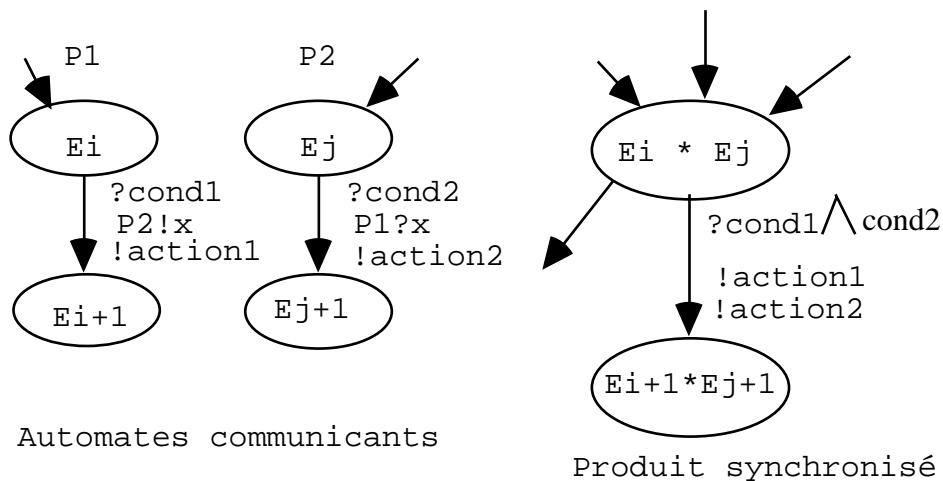 P1
P2
Ei
Ej
Ei * Ej
?cond1
P2!x
!action1
?cond2
P1?x
!action2
?cond1⋀cond2
!action1
!action2
Ei+1
Ej+1
Ei+1*Ej+1
Automates communicants
Produit synchronisé